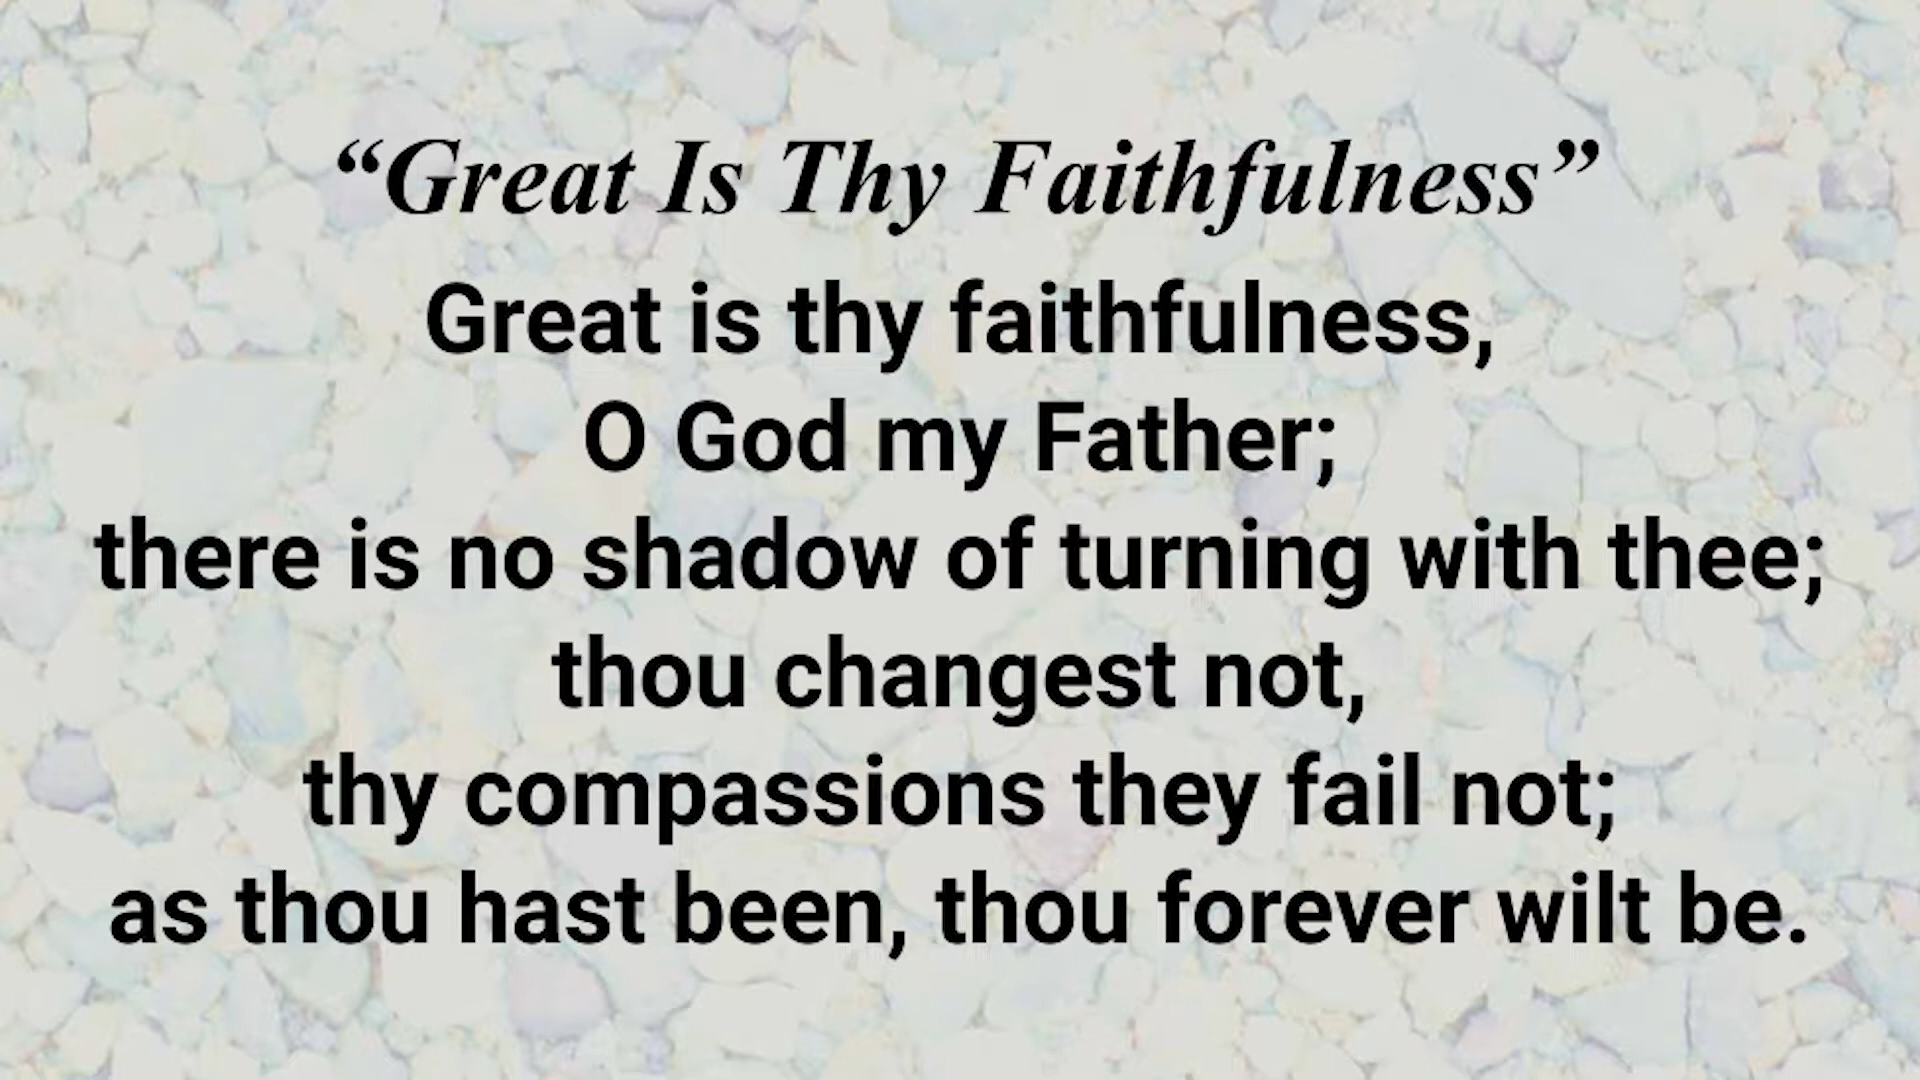 “Great Is Thy Faithfulness”
Great is thy faithfulness,
O God my Father;
there is no shadow of turning with thee;
thou changest not,
thy compassions they fail not;
as thou hast been, thou forever wilt be.